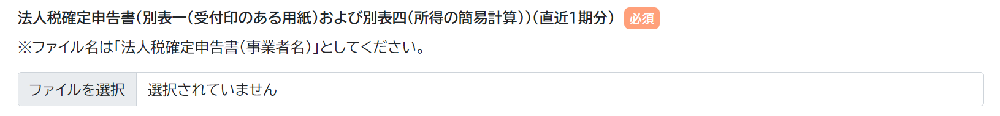 法人税確定申告書（別表一（受付印のある用紙）および別表四（所得の簡易計算））（直近1期分） 必須
※ファイル名は「法人税確定申告書（事業者名）」としてください。
ファイルを選択 選択されていません